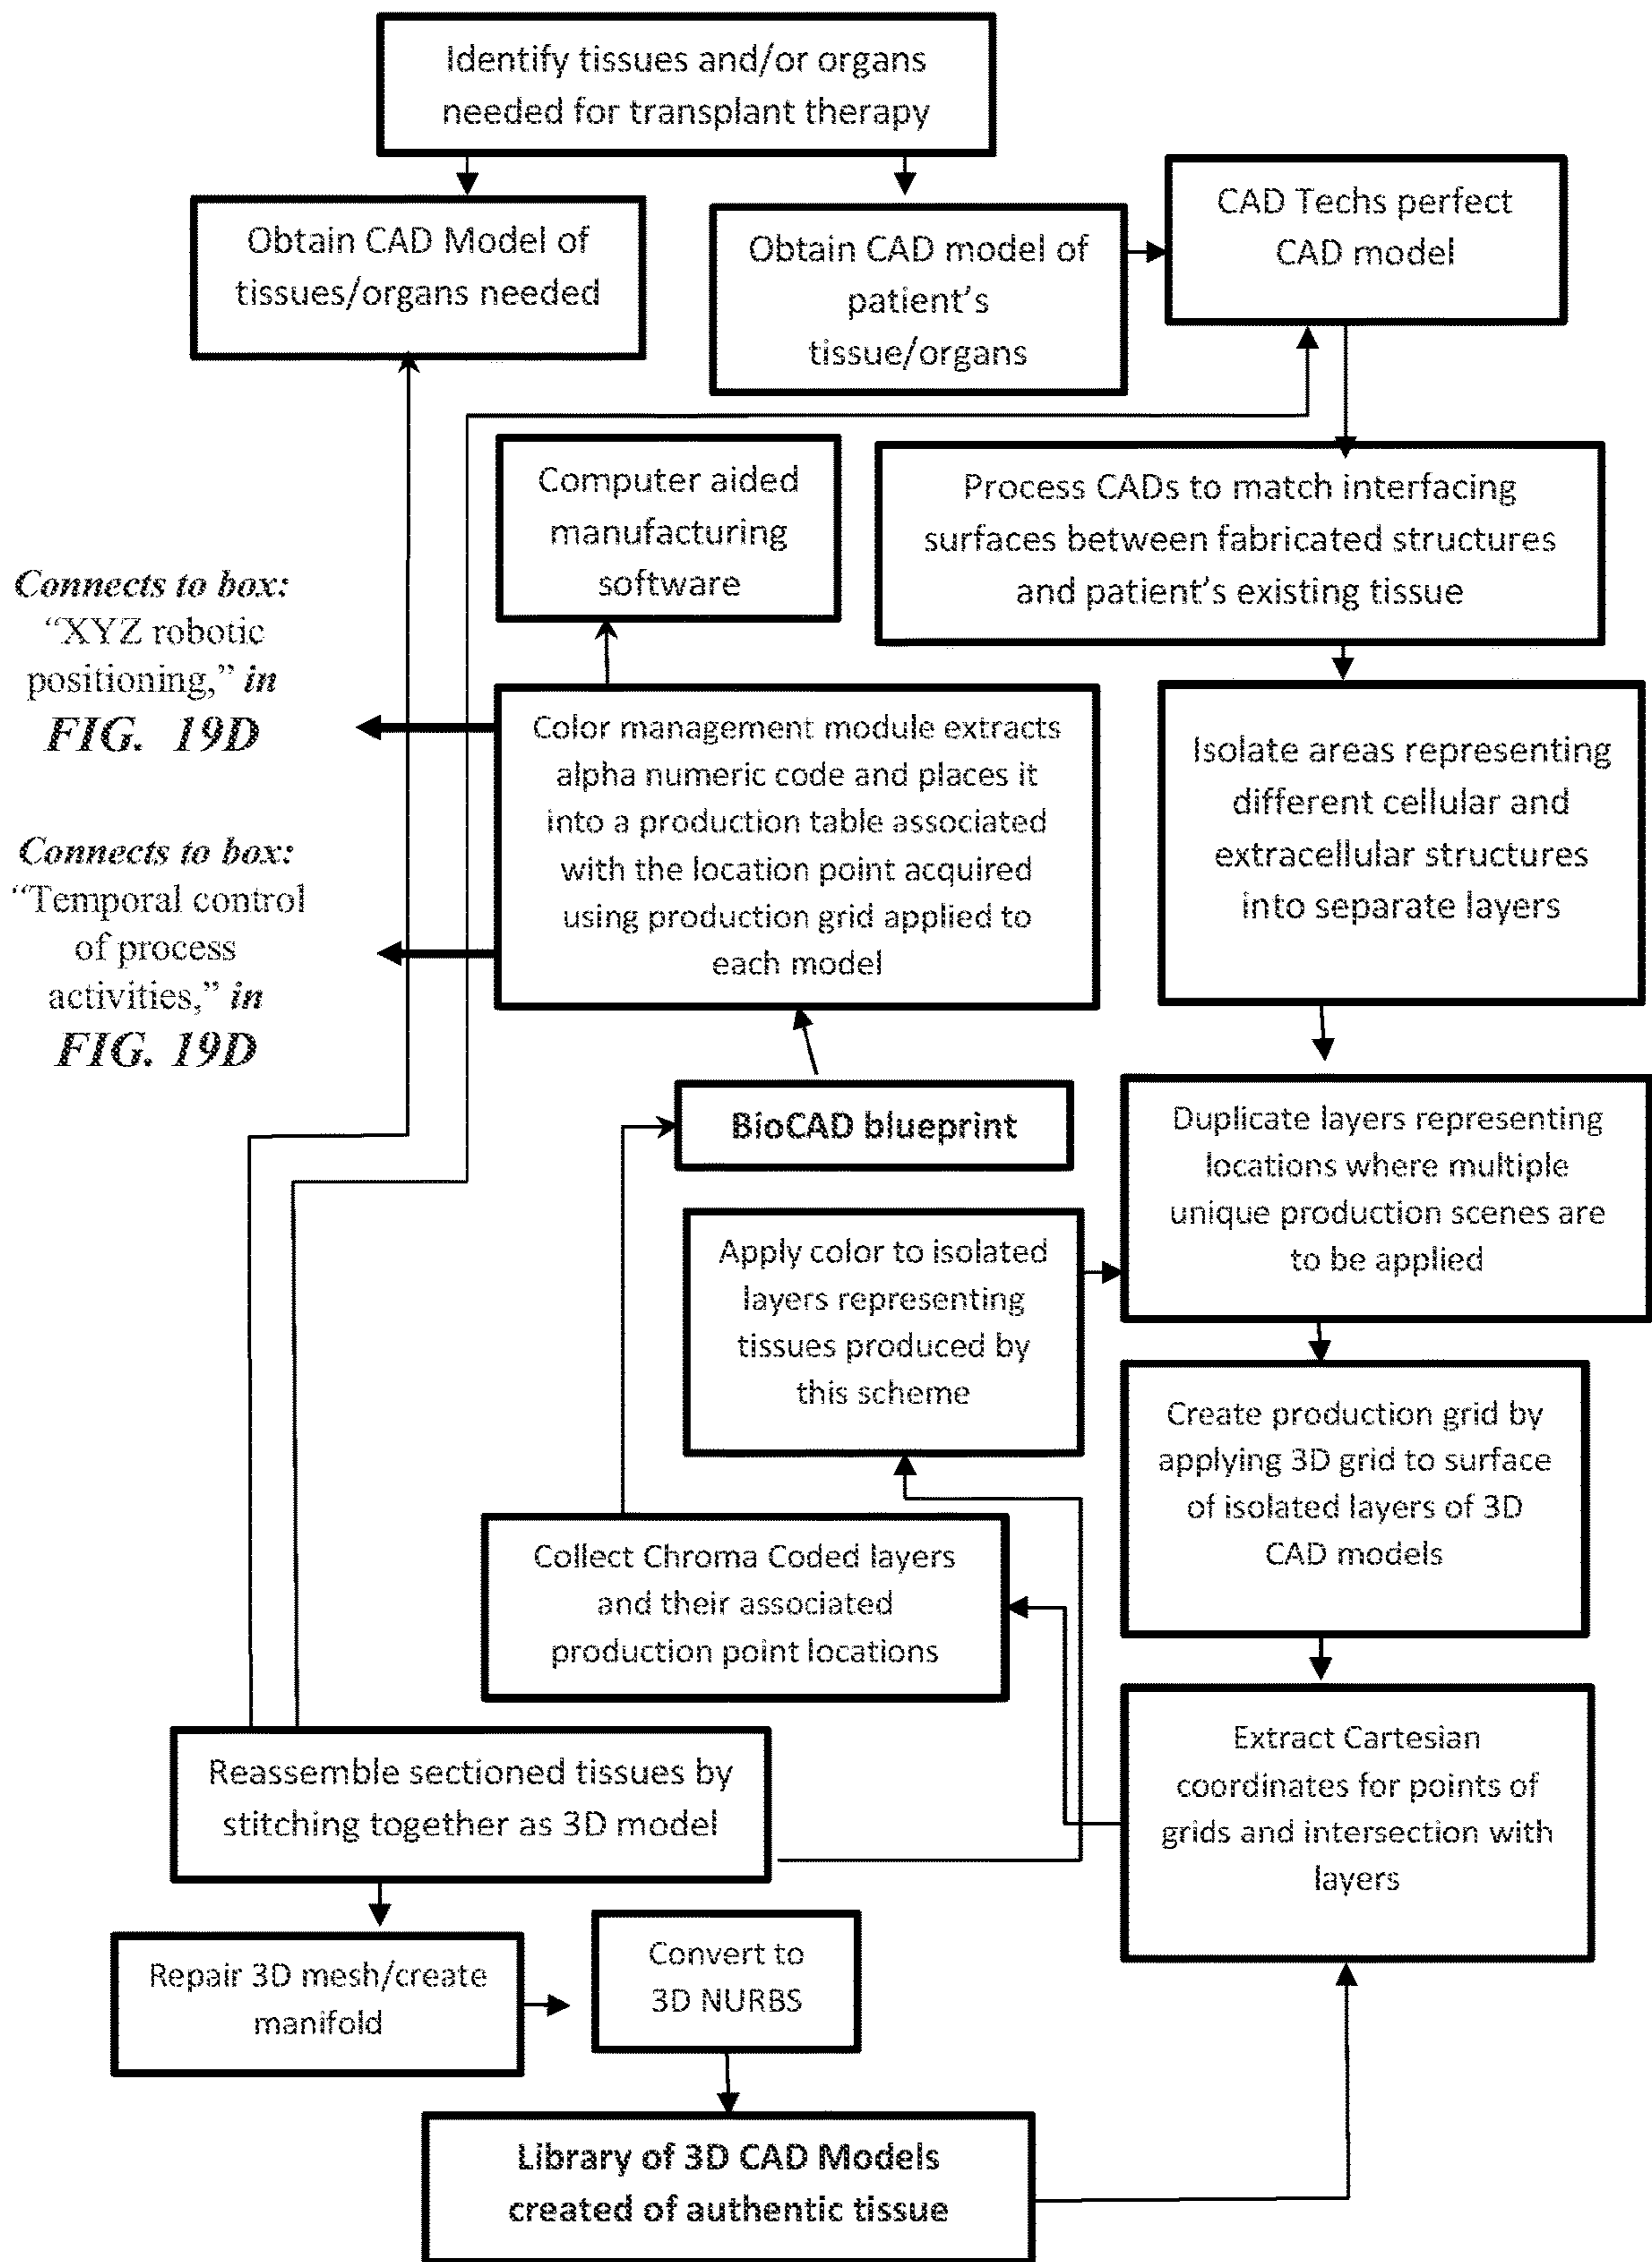 Identify tissues and/or organs
needed for transplant therapy
Obtain CAD Model of
tissues/organs needed
Obtain CAD model of
patient's
tissue/organs
CAD Techs perfect
CAD model
Computer aided
manufacturing
software
Process CADs to match interfacing
surfaces between fabricated structures
and patient's existing tissue
Connects to box:
“XYZ robotic
positioning,” in
FIG. 19D
Connects to box:
“Temporal control
of process
activities,” in
FIG. 19D
Color management module extracts
alpha numeric code and places it
into a production table associated
with the location point acquired
using production grid applied to
each model
Isolate areas representing
different cellular and
extracellular structures
into separate layers
BioCAD blueprint
Duplicate layers representing
locations where multiple
unique production scenes are
to be applied
Apply color to isolated
layers representing
tissues produced by
this scheme
Create production grid by
applying 3D grid to surface
of isolated layers of 3D
CAD models
Collect Chroma Coded layers
and their associated
production point locations
Extract Cartesian
coordinates for points of
grids and intersection with
layers
Reassemble sectioned tissues by
stitching together as 3D model
Repair 3D mesh/create
manifold
Convert to
3D NURBS
Library of 3D CAD Models
created of authentic tissue